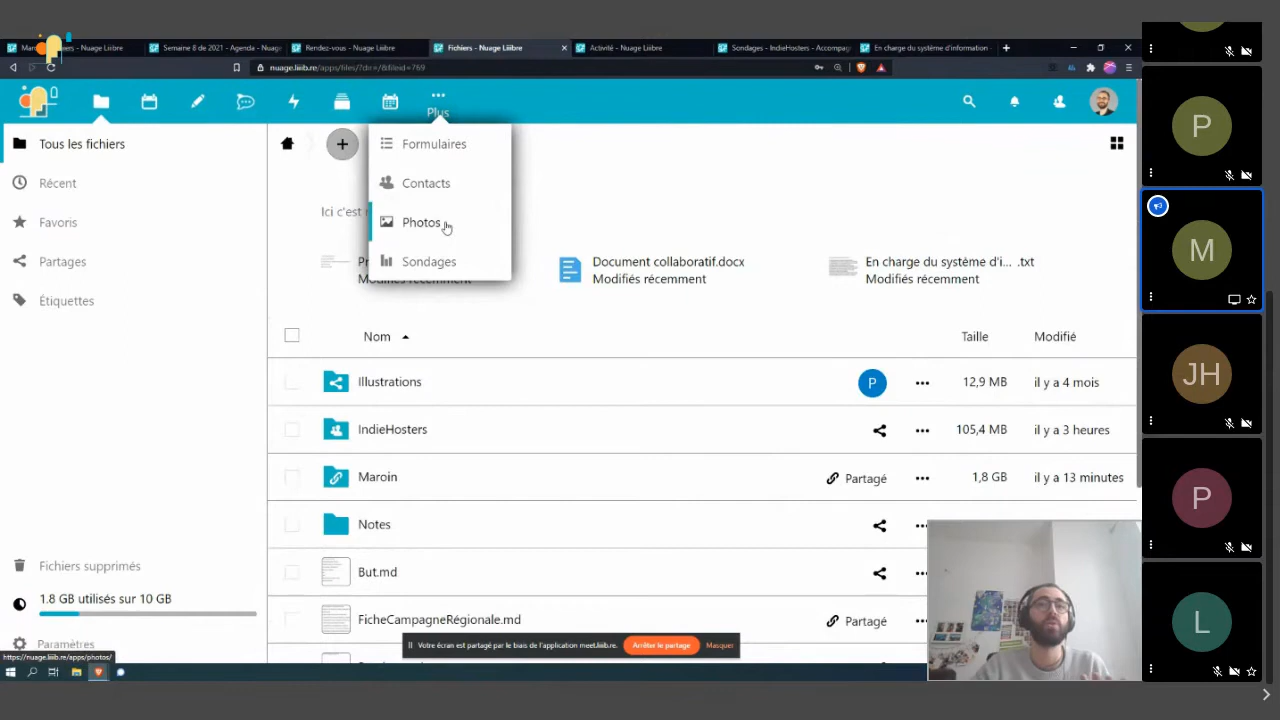 Semaine 8 de 2021 - Agenda - Nua
Rendez-vous - Nuage Liiibre
Fichiers - Nuage Liiibre
Activité - Nuage Liiibre
Sondages - IndieHosters - Accompag
En charge du système d'information -
nuage.liiib.re/apps/files/?dir=/&fileid=769
Plus
Tous les fichiers
Récent
Favoris
Partages
Étiquettes
Formulaires
Contacts
Photos
Sondages
Ici c'est
Modifiés récemment
Document collaboratif.docx
Modifiés récemment
En charge du système d'i... .txt
Modifiés récemment
Nom
Taille
Modifié
Illustrations
P
12,9 MB
il y a 4 mois
IndieHosters
105,4 MB
il y a 3 heures
Maroin
Partagé
1,8 GB
il y a 13 minutes
Notes
But.md
FicheCampagneRégionale.md
Partagé
Fichiers supprimés
1.8 GB utilisés sur 10 GB
Paramètres
https://nuage.liiib.re/apps/photos/
Votre écran est partagé par le biais de l'application meet.liiib.re.
Arrêter le partage
Masquer
P
M
JH
P
L